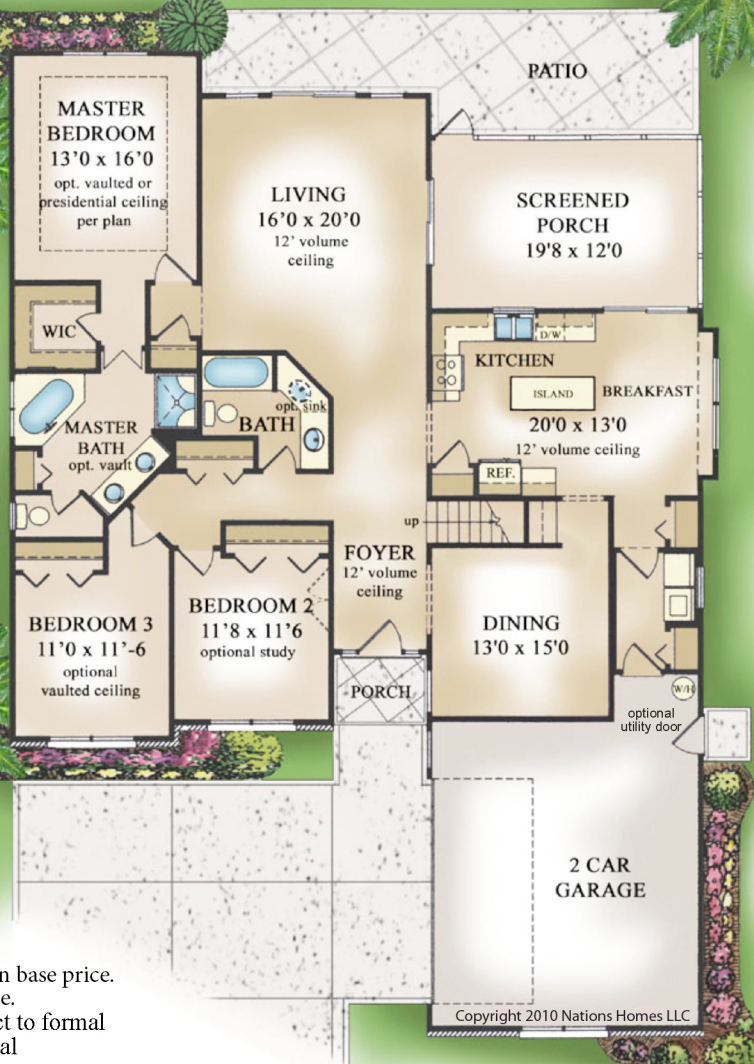 PATIO
MASTER
BEDROOM
13’0 x 16’0
opt. vaulted or
presidential ceiling
per plan
LIVING
16’0 x 20’0
12’ volume
ceiling
SCREENED
PORCH
19'8 x 12'0
WIC
D/W
KITCHEN
ISLAND
BREAKFAST
20'0 x 13'0
12’ volume ceiling
REF.
opt. sink
BATH
MASTER
BATH
opt. vault
up
FOYER
12’ volume
ceiling
BEDROOM 3
11’0 x 11’-6
optional
vaulted ceiling
BEDROOM 2
11’8 x 11’6
optional study
DINING
13’0 x 15’0
PORCH
W/H
optional
utility door
2 CAR
GARAGE
n base price.
e.
ct to formal
al
Copyright 2010 Nations Homes LLC